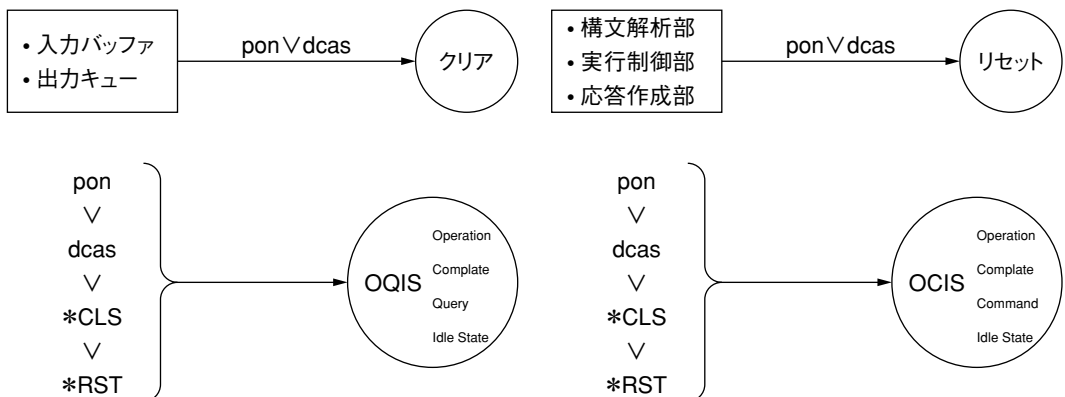 • 入力バッファ
• 出力キュー
pon∨dcas
クリア
• 構文解析部
• 実行制御部
• 応答作成部
pon∨dcas
リセット
pon
∨
dcas
∨
*CLS
∨
*RST
OQIS
Operation
Complate
Query
Idle State
pon
∨
dcas
∨
*CLS
∨
*RST
OCIS
Operation
Complate
Command
Idle State